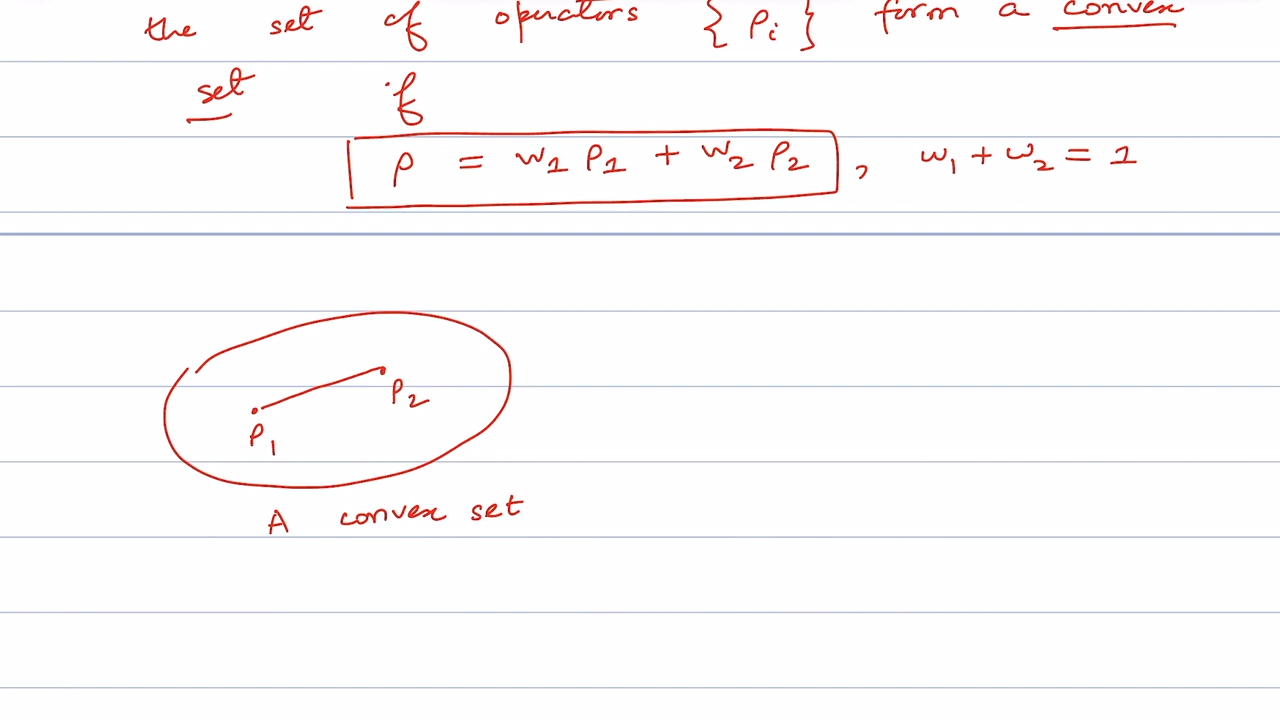 the set of operators {ρᵢ} form a convex
set if
ρ = w₁ ρ₁ + w₂ ρ₂ , w₁ + w₂ = 1
ρ₂
ρ₁
A convex set